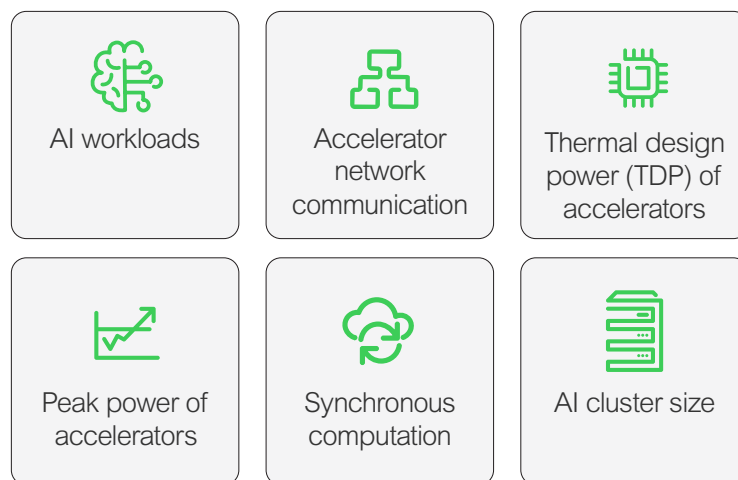 AI workloads
Accelerator
network
communication
Thermal design
power (TDP) of
accelerators
Peak power of
accelerators
Synchronous
computation
AI cluster size